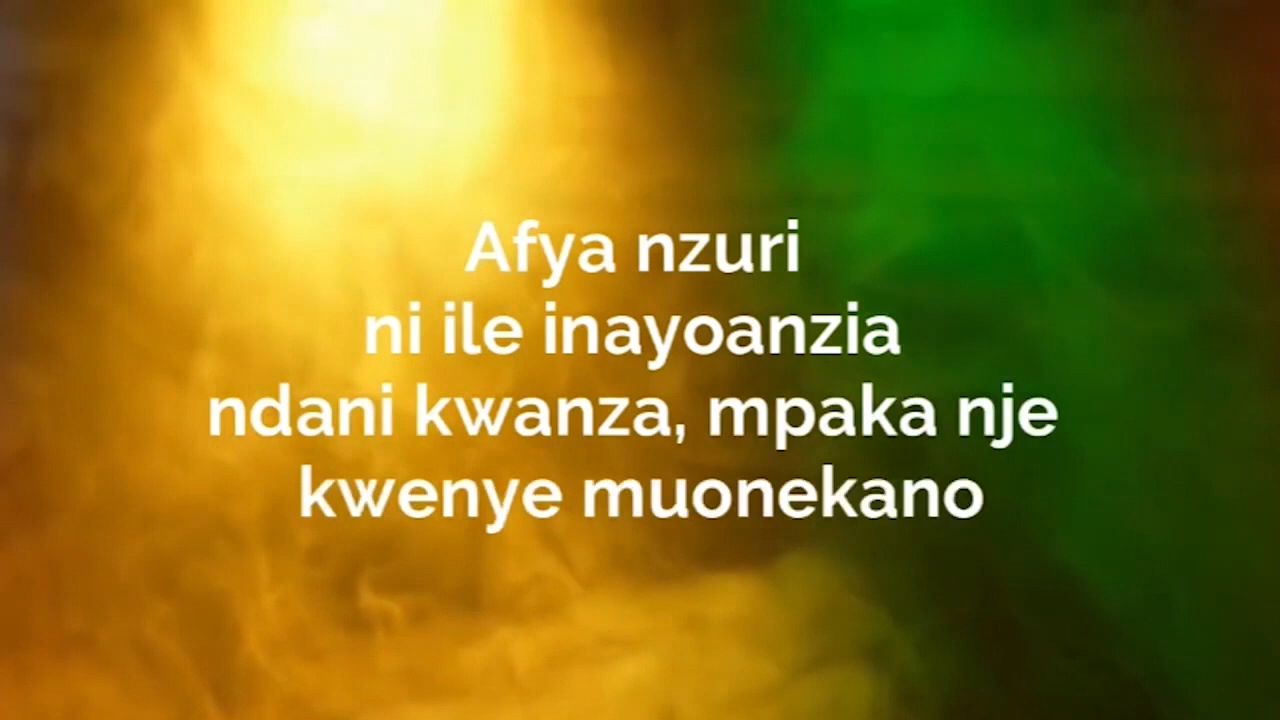 Afya nzuri
ni ile inayoanzia
ndani kwanza, mpaka nje
kwenye muonekano